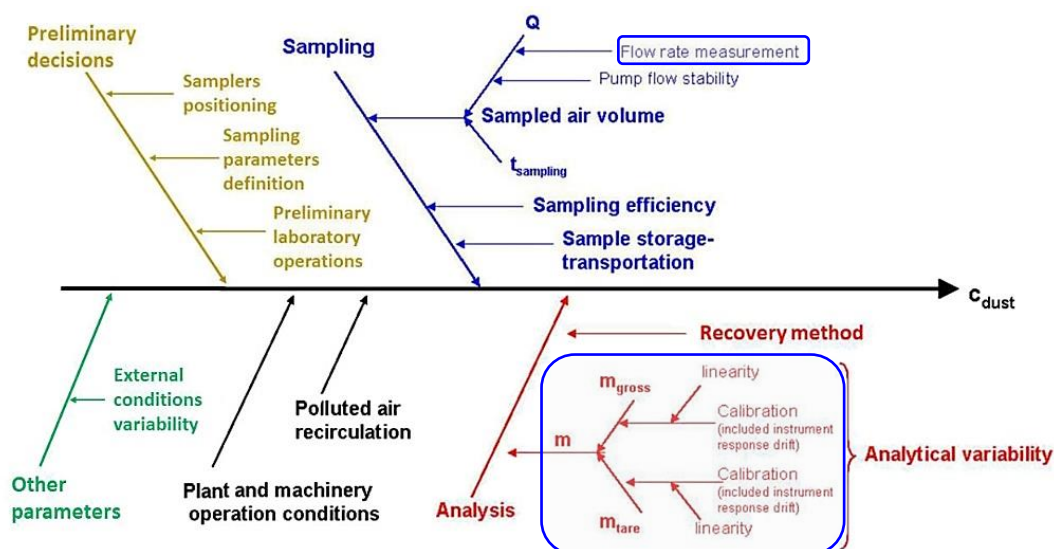 Preliminary
decisions
Samplers
positioning
Sampling
parameters
definition
Preliminary
laboratory
operations
Sampling
Q
Flow rate measurement
Pump flow stability
Sampled air volume
tsampling
Sampling efficiency
Sample storage-
transportation
cdust
Other
parameters
External
conditions
variability
Plant and machinery
operation conditions
Polluted air
recirculation
Analysis
Recovery method
m
mgross
linearity
Calibration
(included instrument
response drift)
Calibration
(included instrument
response drift)
linearity
mtare
Analytical variability